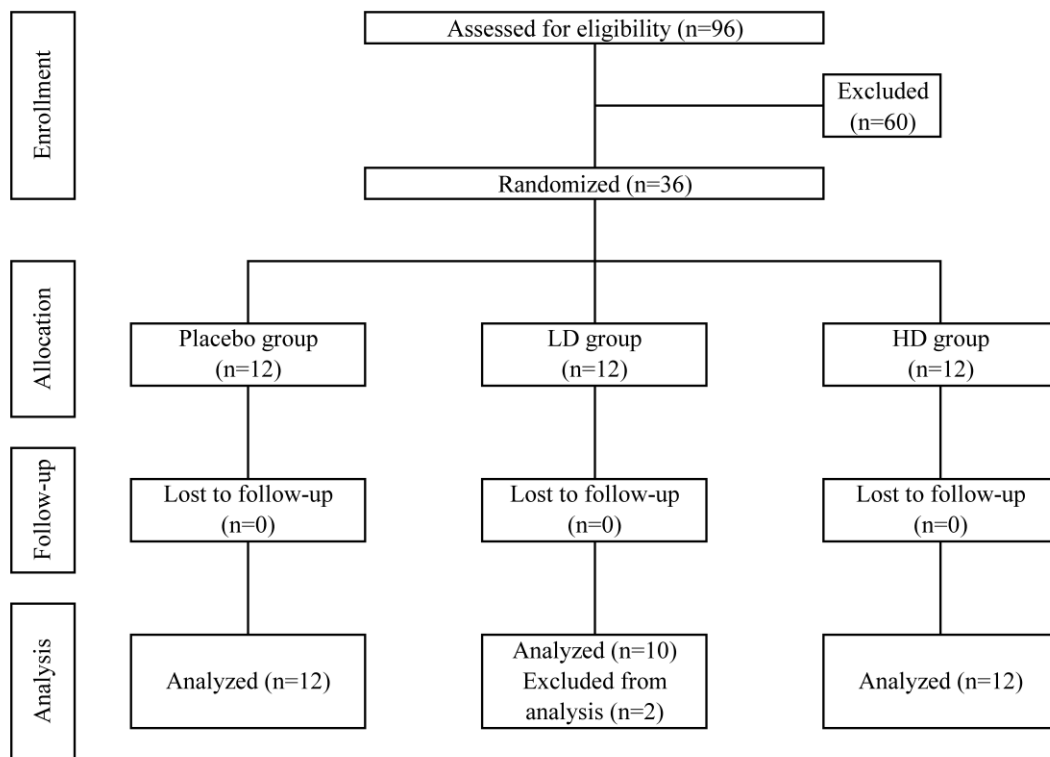 Enrollment
Assessed for eligibility (n=96)
Excluded
(n=60)
Randomized (n=36)
Allocation
Placebo group
(n=12)
LD group
(n=12)
HD group
(n=12)
Follow-up
Lost to follow-up
(n=0)
Lost to follow-up
(n=0)
Lost to follow-up
(n=0)
Analysis
Analyzed (n=12)
Analyzed (n=10)
Excluded from
analysis (n=2)
Analyzed (n=12)